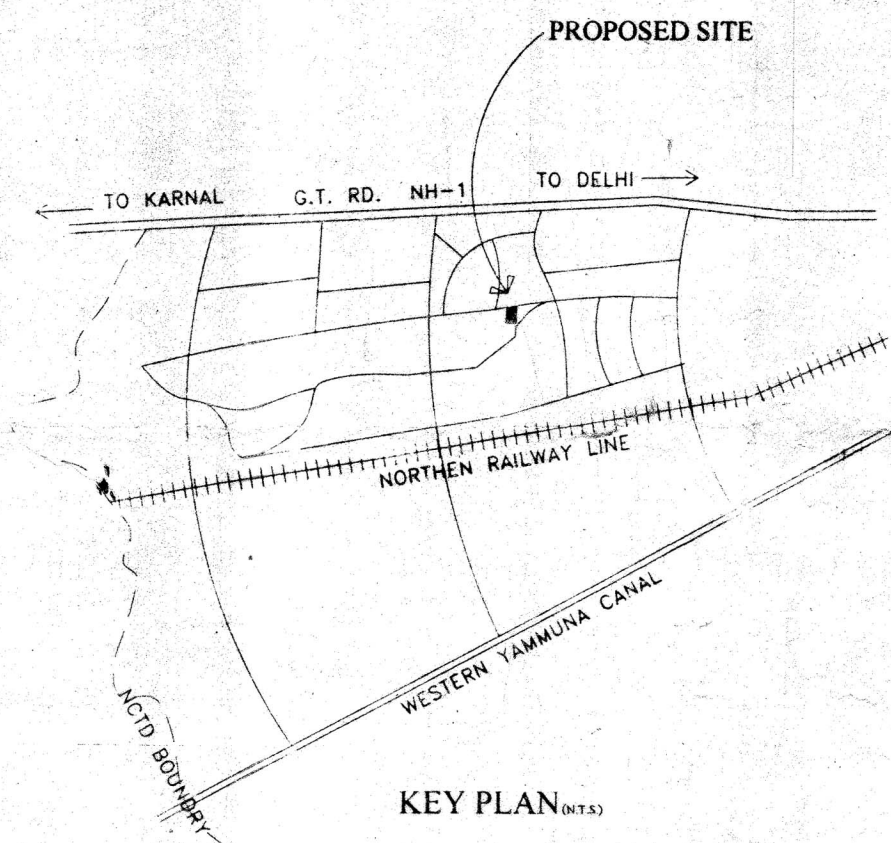 PROPOSED SITE
TO KARNAL
G.T. RD. NH-1
TO DELHI
NORTHEN RAILWAY LINE
WESTERN YAMMUNA CANAL
NCTD BOUNDRY
KEY PLAN (N.T.S)